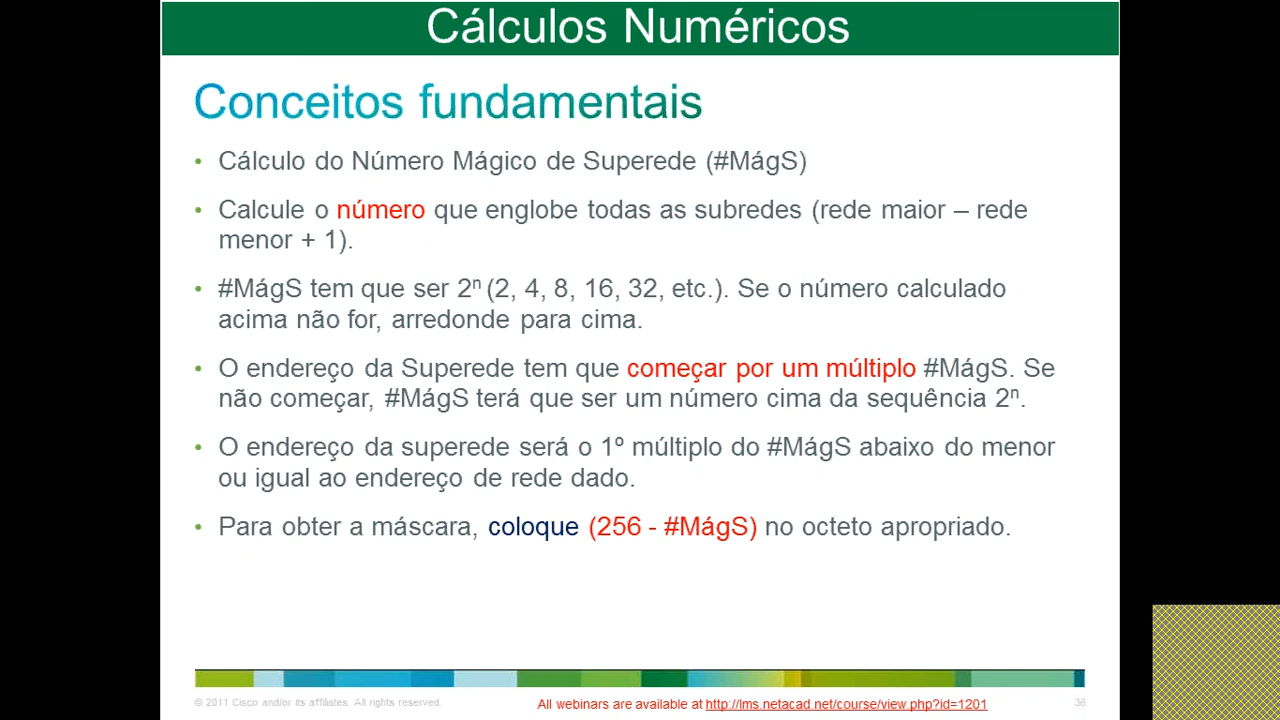 Cálculos Numéricos
Conceitos fundamentais
• Cálculo do Número Mágico de Superede (#MágS)
• Calcule o número que englobe todas as subredes (rede maior – rede
menor + 1).
• #MágS tem que ser 2ⁿ (2, 4, 8, 16, 32, etc.). Se o número calculado
acima não for, arredonde para cima.
• O endereço da Superede tem que começar por um múltiplo #MágS. Se
não começar, #MágS terá que ser um número cima da sequência 2ⁿ.
• O endereço da superede será o 1º múltiplo do #MágS abaixo do menor
ou igual ao endereço de rede dado.
• Para obter a máscara, coloque (256 - #MágS) no octeto apropriado.
© 2011 Cisco and/or its affiliates. All rights reserved.
All webinars are available at http://lms.netacad.net/course/view.php?id=1201
36